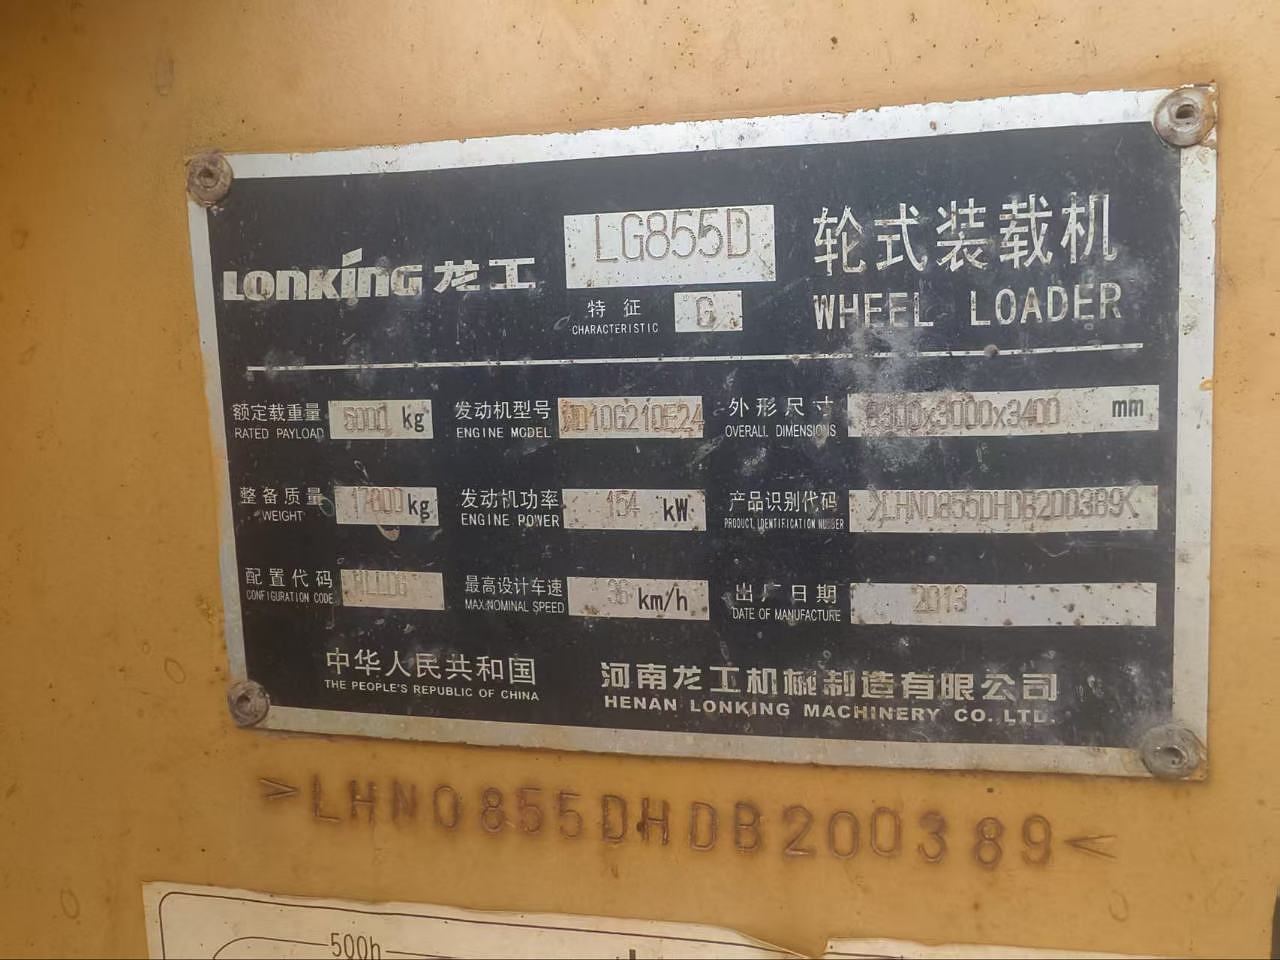 LONKING 龙工
LG855D
特征
CHARACTERISTIC
G
轮式装载机
WHEEL LOADER
额定载重量
RATED PAYLOAD
5000 kg
发动机型号
ENGINE MODEL
WD10G210E24
外形尺寸
OVERALL DIMENSIONS
x3000x3400 mm
整备质量
WEIGHT
kg
发动机功率
ENGINE POWER
154 kW
产品识别代码
PRODUCT IDENTIFICATION NUMBER
>LHN0855DHDB200389<
配置代码
CONFIGURATION CODE
最高设计车速
MAX.NOMINAL SPEED
36 km/h
出厂日期
DATE OF MANUFACTURE
2013
中华人民共和国
THE PEOPLE'S REPUBLIC OF CHINA
河南龙工机械制造有限公司
HENAN LONKING MACHINERY CO. LTD.
>LHN0855DHDB200389<
500h